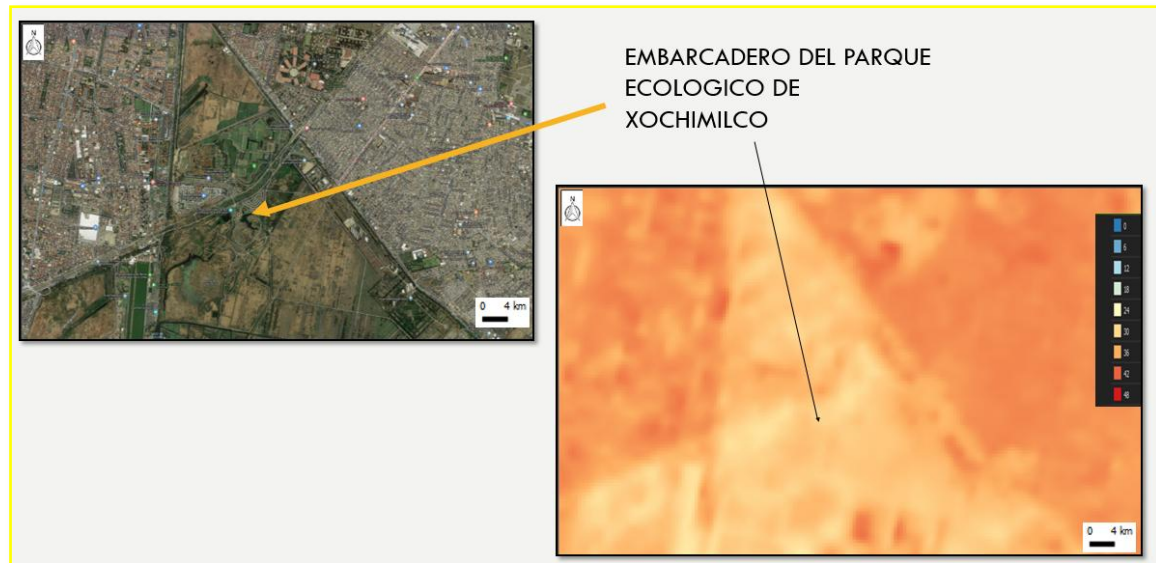 N
EMBARCADERO DEL PARQUE
ECOLOGICO DE
XOCHIMILCO
0 4 km
N
0
6
12
18
24
30
36
42
48
0 4 km